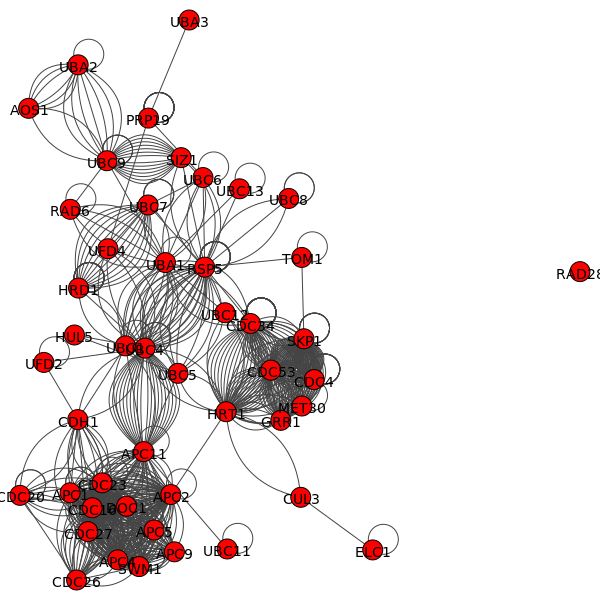 UBA3
UBA2
AOS1
PRP19
UBC9
SIZ1
UBC6
UBC13
UBC8
RAD6
UBC7
UFD4
UBA1
RSP5
TOM1
RAD28
HRD1
UBC12
CDC34
HUL5
SKP1
UFD2
UBC4
UBC5
CDC53
CDC4
MET30
HRT1
GRR1
CDH1
APC11
CDC23
CDC20
APC1
APC2
CUL3
CDC16
DOC1
CDC27
APC5
UBC11
ELC1
APC9
APC4
SWM1
CDC26